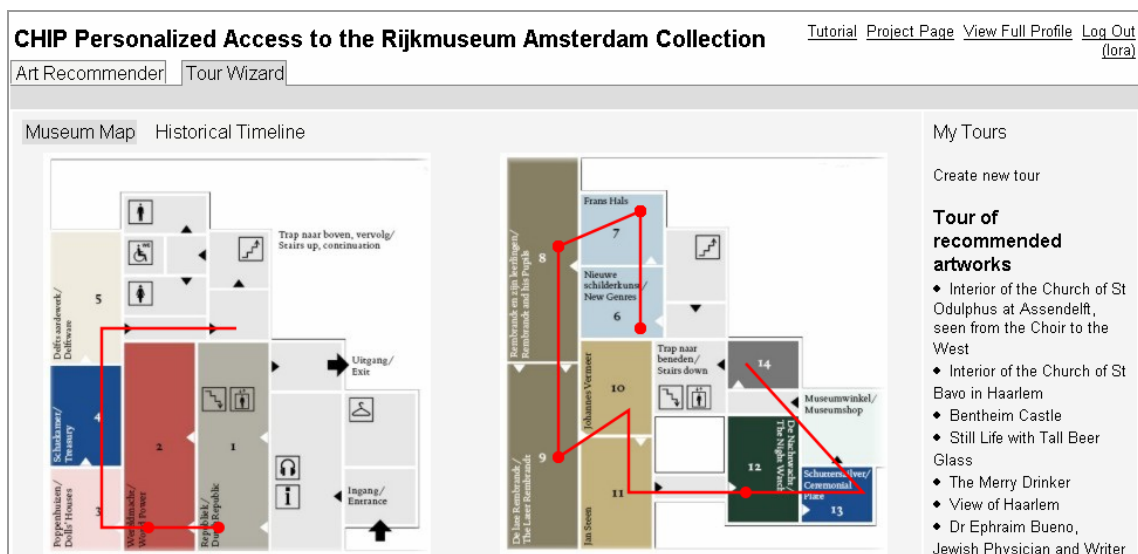 CHIP Personalized Access to the Rijkmuseum Amsterdam Collection
Tutorial Project Page View Full Profile Log Out
(lora)
Art Recommender
Tour Wizard
Museum Map Historical Timeline
Trap naar boven, vervolg/
Stairs up, continuation
WC
5
Delfts aardewerk/
Delftware
4
Schatkamer/
Treasury
3
Poppenhuizen/
Dolls' Houses
2
Wereldmacht/
World Power
1
Republiek/
Dutch Republic
Uitgang/
Exit
Ingang/
Entrance
i
8
Rembrandt en zijn leerlingen/
Rembrandt and his Pupils
Frans Hals
7
Nieuwe
schilderkunst/
New Genres
6
Trap naar
beneden/
Stairs down
10
Johannes Vermeer
9
De late Rembrandt/
The Later Rembrandt
11
Jan Steen
14
Museumwinkel/
Museumshop
12
De Nachtwacht/
The Night Watch
Schutterszilver/
Ceremonial
Plate
13
My Tours
Create new tour
Tour of
recommended
artworks
♦ Interior of the Church of St
Odulphus at Assendelft,
seen from the Choir to the
West
♦ Interior of the Church of St
Bavo in Haarlem
♦ Bentheim Castle
♦ Still Life with Tall Beer
Glass
♦ The Merry Drinker
♦ View of Haarlem
♦ Dr Ephraim Bueno,
Jewish Physician and Writer